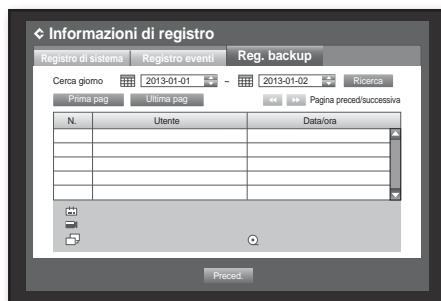 Informazioni di registro
Registro di sistema Registro eventi Reg. backup
Cerca giorno 2013-01-01 ~ 2013-01-02 Ricerca
Prima pag Ultima pag Pagina preced/successiva
N. Utente Data/ora
Preced.